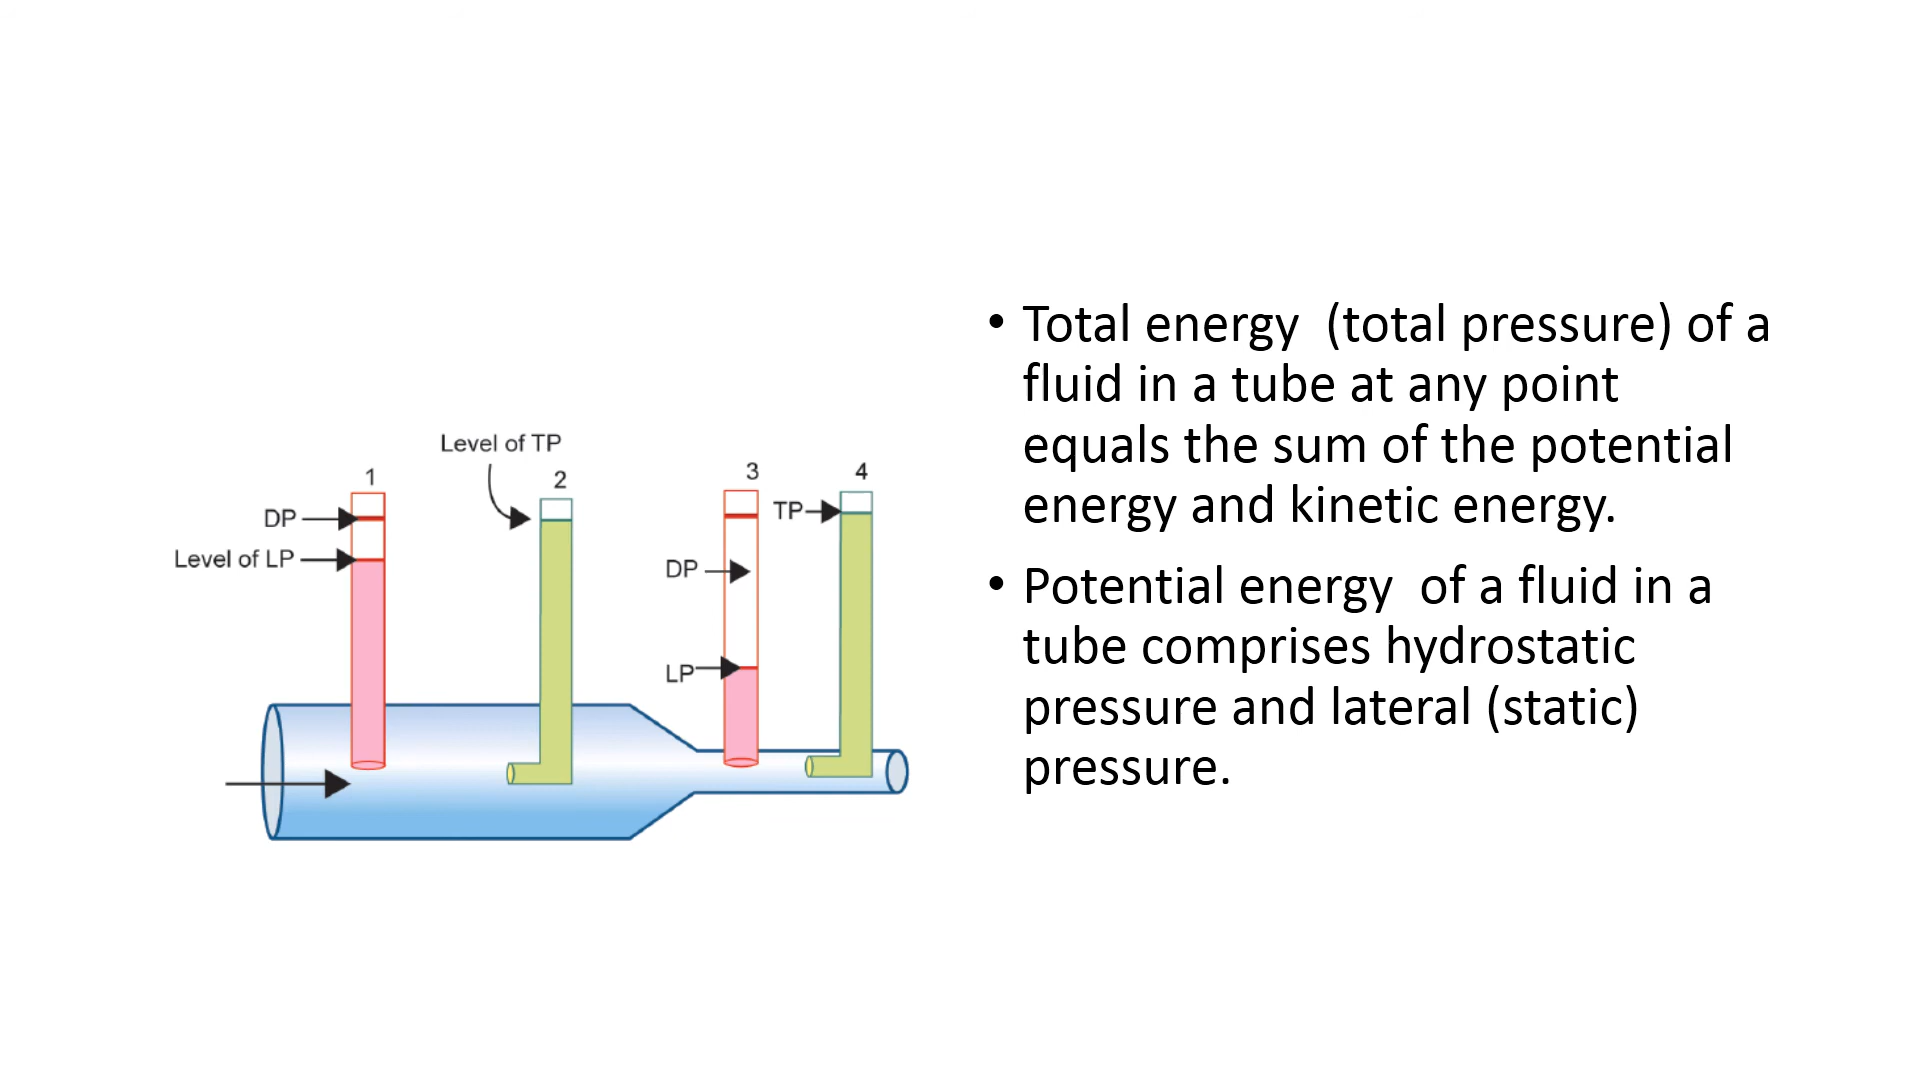 Level of TP
1
2
3
4
DP
TP
Level of LP
DP
LP
• Total energy  (total pressure) of a
fluid in a tube at any point
equals the sum of the potential
energy and kinetic energy.
• Potential energy  of a fluid in a
tube comprises hydrostatic
pressure and lateral (static)
pressure.